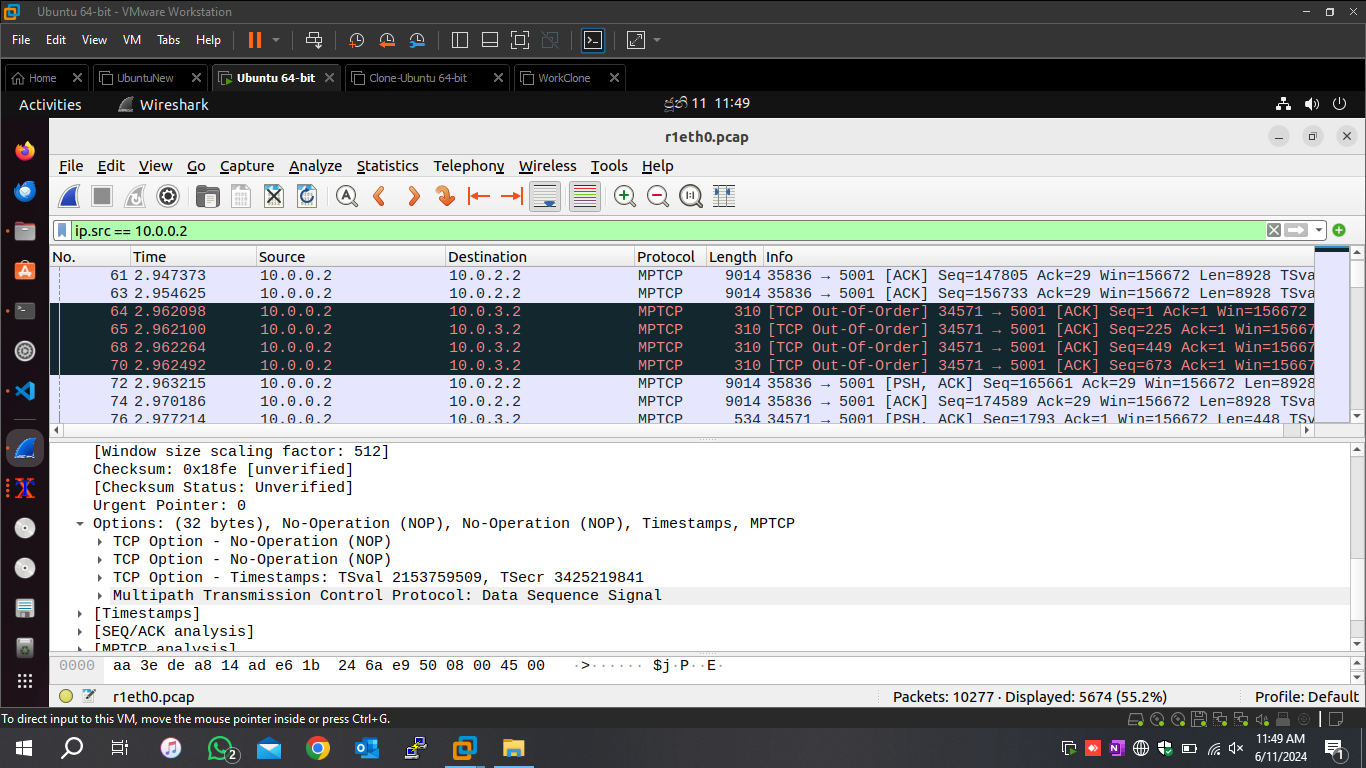 Ubuntu 64-bit - VMware Workstation
File Edit View VM Tabs Help
Home UbuntuNew Ubuntu 64-bit Clone-Ubuntu 64-bit WorkClone
Activities Wireshark ජූනි 11 11:49
r1eth0.pcap
File Edit View Go Capture Analyze Statistics Telephony Wireless Tools Help
ip.src == 10.0.0.2
No. Time Source Destination Protocol Length Info
61 2.947373 10.0.0.2 10.0.2.2 MPTCP 9014 35836 → 5001 [ACK] Seq=147805 Ack=29 Win=156672 Len=8928 TSva
63 2.954625 10.0.0.2 10.0.2.2 MPTCP 9014 35836 → 5001 [ACK] Seq=156733 Ack=29 Win=156672 Len=8928 TSva
64 2.962098 10.0.0.2 10.0.3.2 MPTCP 310 [TCP Out-Of-Order] 34571 → 5001 [ACK] Seq=1 Ack=1 Win=156672
65 2.962100 10.0.0.2 10.0.3.2 MPTCP 310 [TCP Out-Of-Order] 34571 → 5001 [ACK] Seq=225 Ack=1 Win=15667
68 2.962264 10.0.0.2 10.0.3.2 MPTCP 310 [TCP Out-Of-Order] 34571 → 5001 [ACK] Seq=449 Ack=1 Win=15667
70 2.962492 10.0.0.2 10.0.3.2 MPTCP 310 [TCP Out-Of-Order] 34571 → 5001 [ACK] Seq=673 Ack=1 Win=15667
72 2.963215 10.0.0.2 10.0.2.2 MPTCP 9014 35836 → 5001 [PSH, ACK] Seq=165661 Ack=29 Win=156672 Len=8928
74 2.970186 10.0.0.2 10.0.2.2 MPTCP 9014 35836 → 5001 [ACK] Seq=174589 Ack=29 Win=156672 Len=8928 TSva
76 2.977214 10.0.0.2 10.0.3.2 MPTCP 534 34571 → 5001 [PSH, ACK] Seq=1793 Ack=1 Win=156672 Len=448 TSv
[Window size scaling factor: 512]
Checksum: 0x18fe [unverified]
[Checksum Status: Unverified]
Urgent Pointer: 0
Options: (32 bytes), No-Operation (NOP), No-Operation (NOP), Timestamps, MPTCP
TCP Option - No-Operation (NOP)
TCP Option - No-Operation (NOP)
TCP Option - Timestamps: TSval 2153759509, TSecr 3425219841
Multipath Transmission Control Protocol: Data Sequence Signal
[Timestamps]
[SEQ/ACK analysis]
[MPTCP analysis]
0000 aa 3e de a8 14 ad e6 1b 24 6a e9 50 08 00 45 00 ·>······ $j·P··E·
r1eth0.pcap Packets: 10277 · Displayed: 5674 (55.2%) Profile: Default
To direct input to this VM, move the mouse pointer inside or press Ctrl+G.
2
11:49 AM
6/11/2024
1